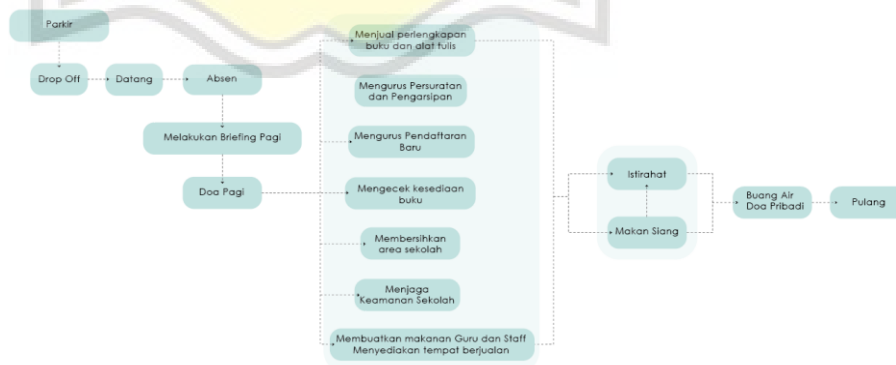 Parkir
Drop Off
Datang
Absen
Melakukan Briefing Pagi
Doa Pagi
Menjual perlengkapan
buku dan alat tulis
Mengurus Persuratan
dan Pengarsipan
Mengurus Pendaftaran
Baru
Mengecek kesediaan
buku
Membersihkan
area sekolah
Menjaga
Keamanan Sekolah
Membuatkan makanan Guru dan Staff
Menyediakan tempat berjualan
Istirahat
Makan Siang
Buang Air
Doa Pribadi
Pulang